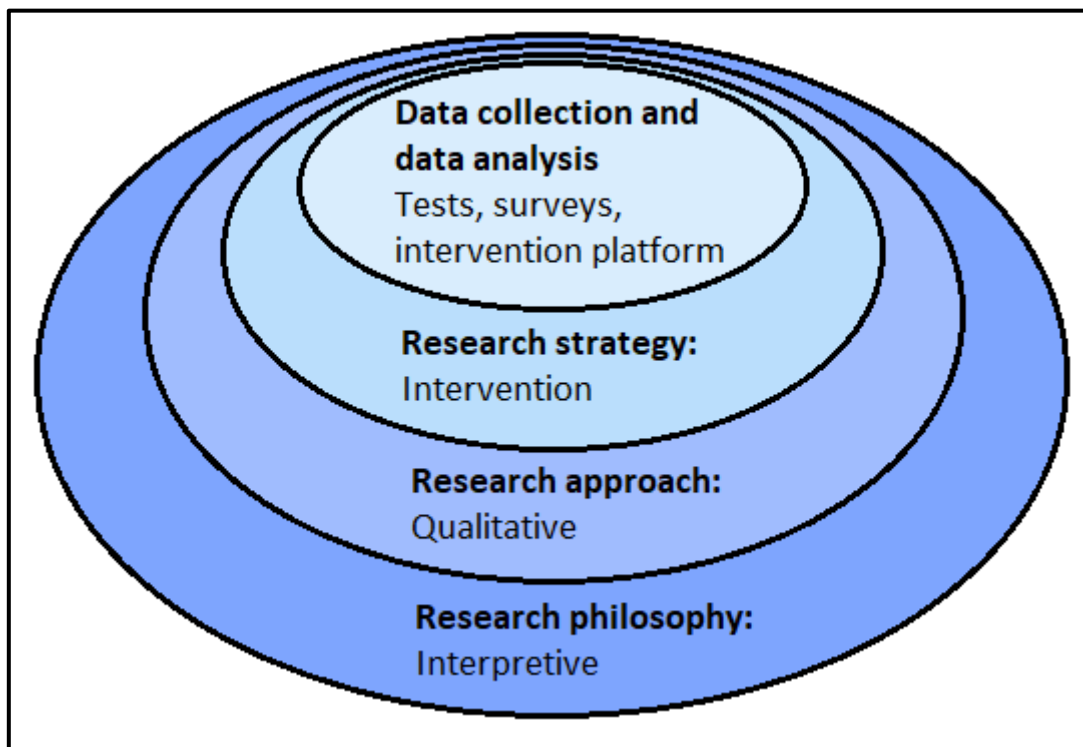 Data collection and
data analysis
Tests, surveys,
intervention platform
Research strategy:
Intervention
Research approach:
Qualitative
Research philosophy:
Interpretive